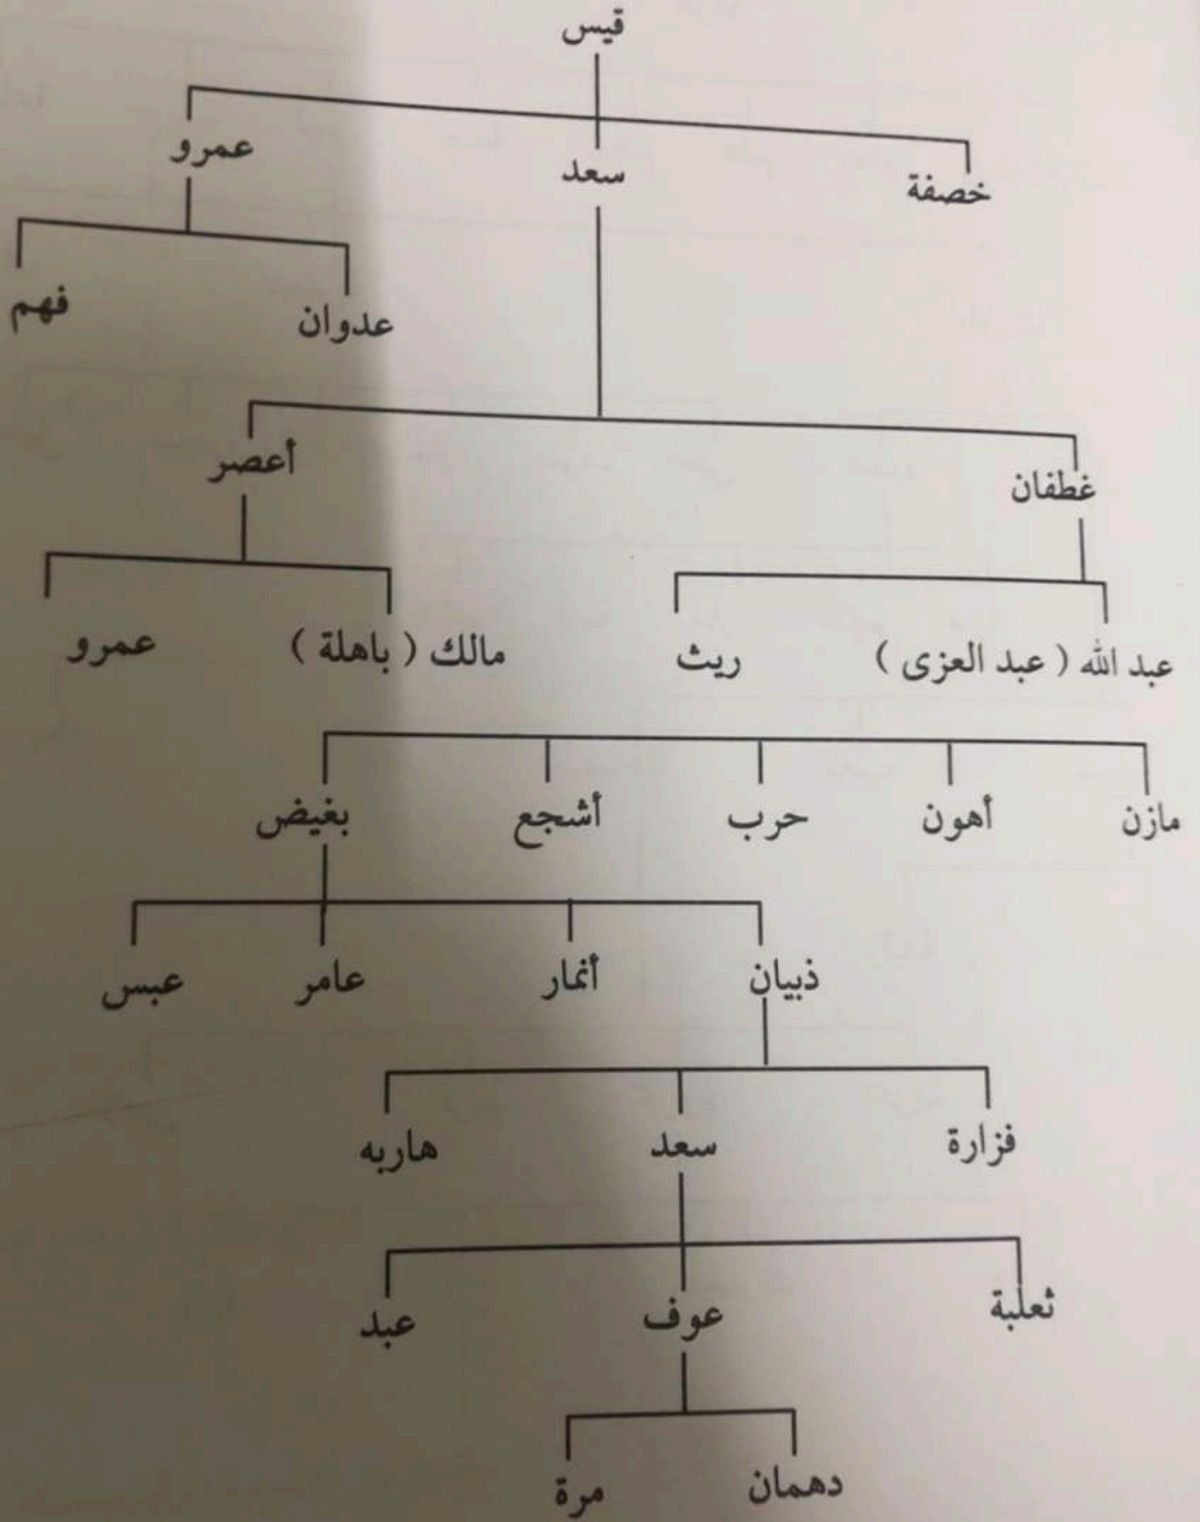 قيس
خصفة سعد عمرو
عدوان فهم
غطفان أعصر
عبد الله ( عبد العزى ) ريث مالك ( باهلة ) عمرو
مازن أهون حرب أشجع بغيض
ذبيان أنمار عامر عبس
فزارة سعد هاربه
ثعلبة عوف عبد
دهمان مرة